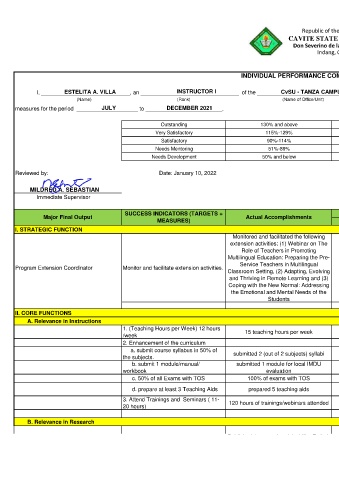 Republic of the
CAVITE STATE
Don Severino de l
Indang,
INDIVIDUAL PERFORMANCE COM
I, ESTELITA A. VILLA, an INSTRUCTOR I of the CvSU - TANZA CAMP
(Name) (Rank) (Name of Office/Unit)
measures for the period JULY to DECEMBER 2021.
Outstanding 130% and above
Very Satisfactory 115%-129%
Satisfactory 90%-114%
Needs Mentoring 51%-89%
Needs Development 50% and below
Reviewed by: Date: January 10, 2022
MILDRED A. SEBASTIAN
Immediate Supervisor
Major Final Output SUCCESS INDICATORS (TARGETS + MEASURES) Actual Accomplishments
I. STRATEGIC FUNCTION
Program Extension Coordinator Monitor and facilitate extension activities.
Monitored and facilitated the following
extension activities: (1) Webinar on The
Role of Teachers in Promoting
Multilingual Education: Preparing the Pre-
Service Teachers in Multilingual
Classroom Setting, (2) Adapting, Evolving
and Thriving in Remote Learning and (3)
Coping with the New Normal: Addressing
the Emotional and Mental Needs of the
Students
II. CORE FUNCTIONS
A. Relevance in Instructions
1. (Teaching Hours per Week) 12 hours
/week
15 teaching hours per week
2. Enhancement of the curriculum
a. submit course syllabus in 50% of
the subjects
submitted 2 (out of 2 subjects) syllabi
b. submit 1 module/manual/
workbook
submitted 1 module for local IMDU
evaluation
c. 50% of all Exams with TOS 100% of exams with TOS
d. prepare at least 3 Teaching Aids prepared 5 teaching aids
3. Attend Trainings and Seminars ( 11-
20 hours)
120 hours of trainings/webinars attended
B. Relevance in Research